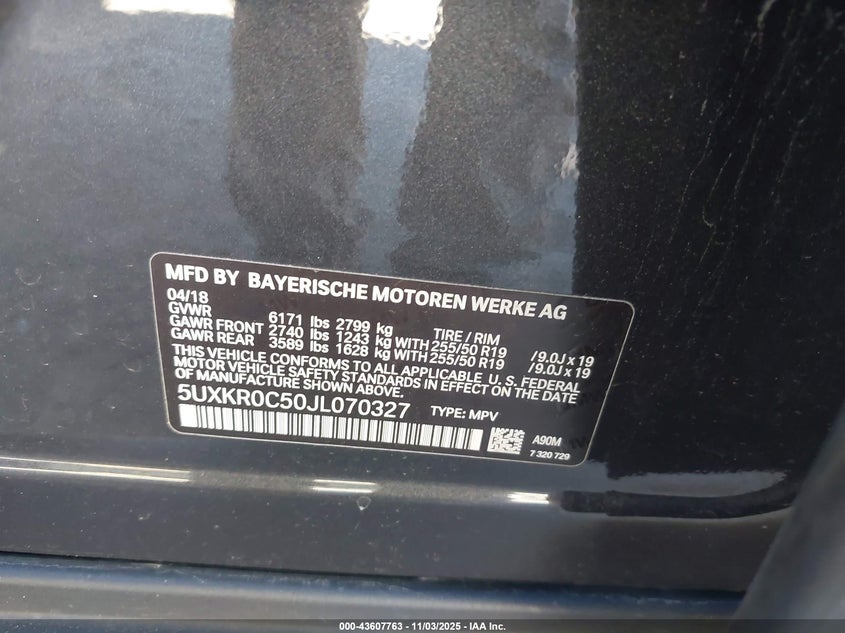 MFD BY BAYERISCHE MOTOREN WERKE AG
04/18
GVWR 6171 lbs 2799 kg TIRE / RIM
GAWR FRONT 2740 lbs 1243 kg WITH 255/50 R19 /9.0J x 19
GAWR REAR 3589 lbs 1628 kg WITH 255/50 R19 /9.0J x 19
THIS VEHICLE CONFORMS TO ALL APPLICABLE U.S. FEDERAL
MOTOR VEHICLE SAFETY STANDARDS IN EFFECT ON THE DATE
OF MANUFACTURE SHOWN ABOVE.
5UXKR0C50JL070327 TYPE: MPV
A90M
7 320 729
000-43607763 - 11/03/2025 - IAA Inc.